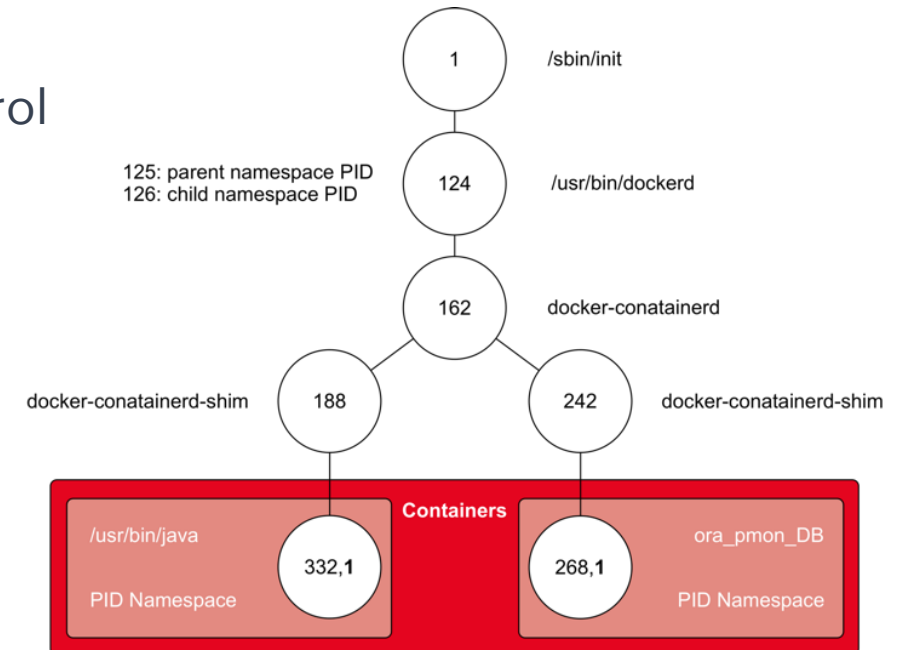 1
/sbin/init
rol
125: parent namespace PID
126: child namespace PID
124
/usr/bin/dockerd
162
docker-conatainerd
docker-conatainerd-shim
188
242
docker-conatainerd-shim
Containers
/usr/bin/java
332,1
PID Namespace
268,1
ora_pmon_DB
PID Namespace